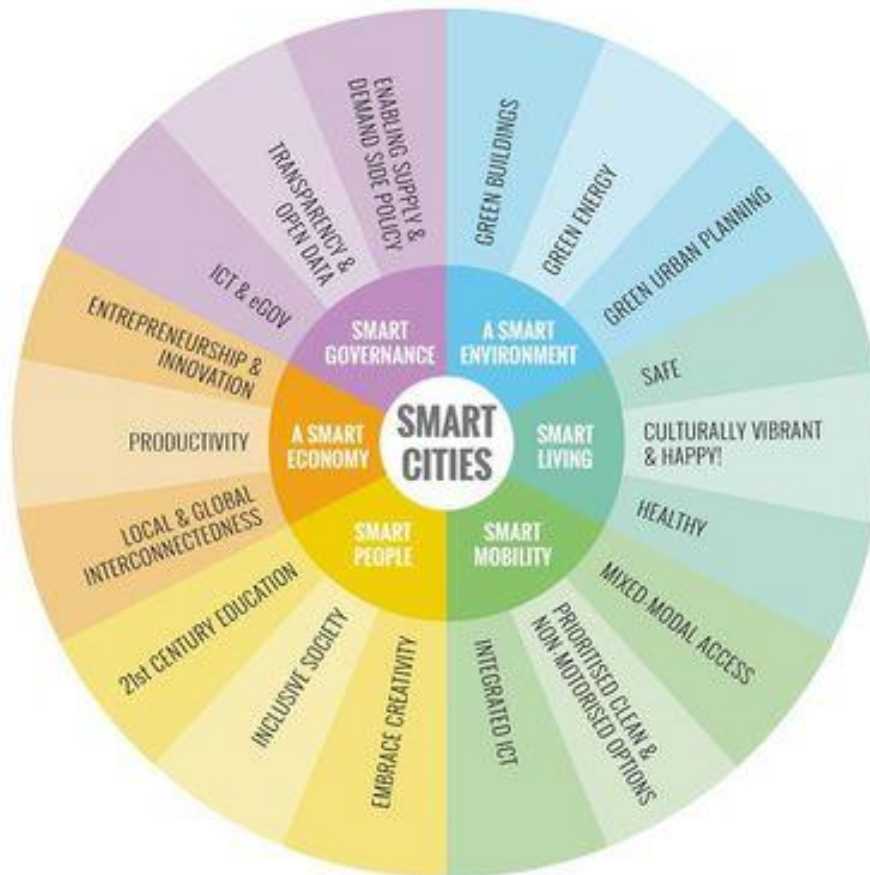 SMART
CITIES
A SMART
ENVIRONMENT
GREEN BUILDINGS
GREEN ENERGY
GREEN URBAN PLANNING
SMART
LIVING
SAFE
CULTURALLY VIBRANT
& HAPPY!
HEALTHY
SMART
MOBILITY
MIXED-MODAL ACCESS
PRIORITISED CLEAN &
NON MOTORISED OPTIONS
INTEGRATED ICT
SMART
PEOPLE
EMBRACE CREATIVITY
INCLUSIVE SOCIETY
21st CENTURY EDUCATION
A SMART
ECONOMY
LOCAL & GLOBAL
INTERCONNECTEDNESS
PRODUCTIVITY
ENTREPRENEURSHIP &
INNOVATION
SMART
GOVERNANCE
ICT & eGOV
TRANSPARENCY &
OPEN DATA
ENABLING SUPPLY &
DEMAND SIDE POLICY